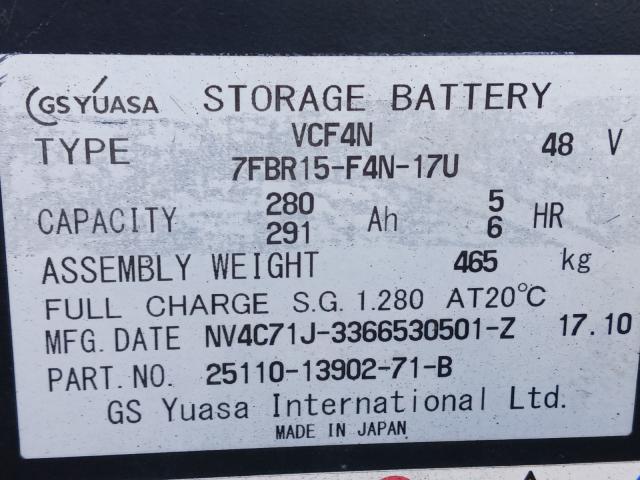 GS YUASA STORAGE BATTERY
TYPE VCF4N 48 V
7FBR15-F4N-17U
CAPACITY 280 Ah 5 HR
291 6
ASSEMBLY WEIGHT 465 kg
FULL CHARGE S.G. 1.280 AT20°C
MFG. DATE NV4C71J-3366530501-Z 17.10
PART. NO. 25110-13902-71-B
GS Yuasa International Ltd.
MADE IN JAPAN